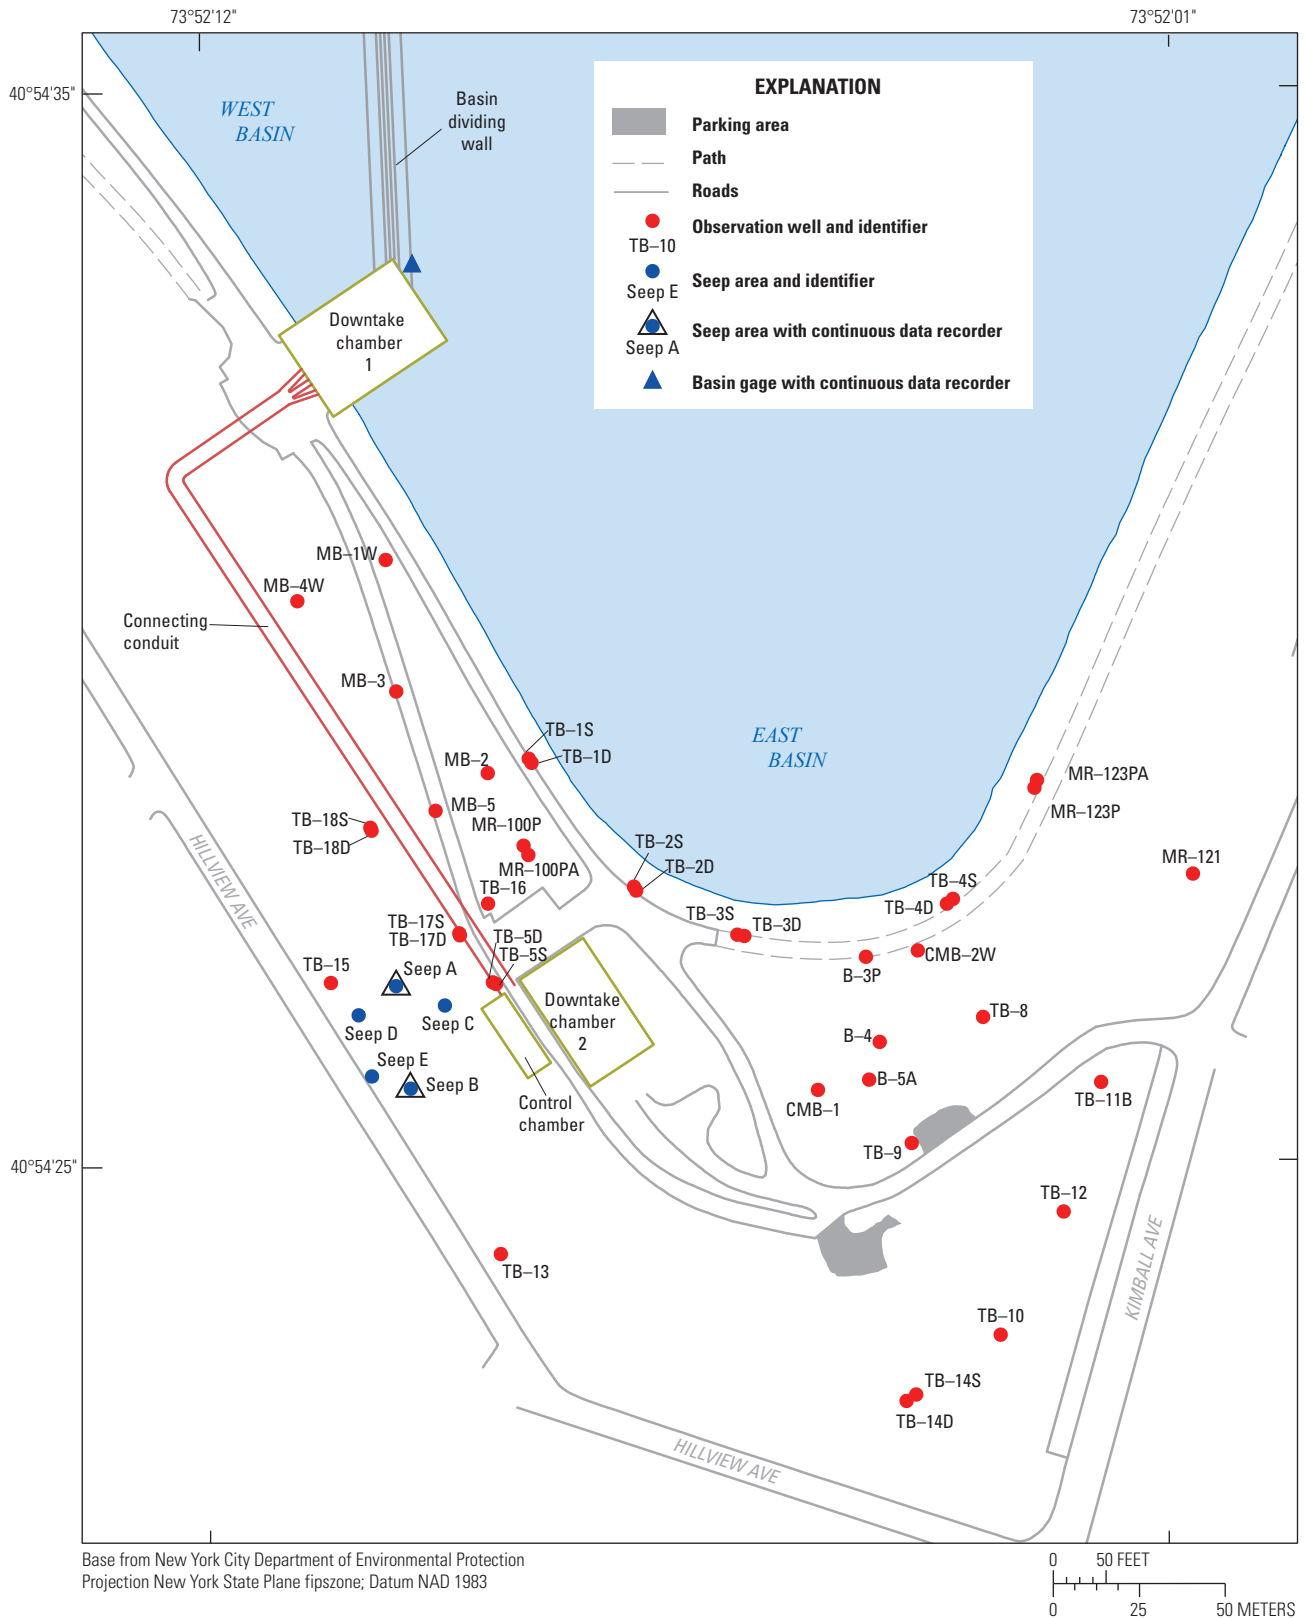 73°52'12"
73°52'01"
40°54'35"
WEST
BASIN
Basin
dividing
wall
EXPLANATION
Parking area
Path
Roads
Observation well and identifier
TB–10
Seep area and identifier
Seep E
Seep area with continuous data recorder
Seep A
Basin gage with continuous data recorder
Downtake
chamber
1
MB–1W
MB–4W
Connecting
conduit
MB–3
TB–1S
TB–1D
EAST
BASIN
MB–2
MR–123PA
MR–123P
MB–5
TB–18S
TB–18D
MR–100P
MR–100PA
TB–2S
TB–2D
MR–121
HILLVIEW AVE
TB–16
TB–4S
TB–4D
TB–3S
TB–3D
TB–17S
TB–17D
TB–5D
TB–5S
CMB–2W
B–3P
TB–15
Seep A
Downtake
chamber
2
Seep C
Seep D
TB–8
B–4
Seep E
Seep B
B–5A
CMB–1
TB–11B
Control
chamber
TB–9
40°54'25"
TB–12
KIMBALL AVE
TB–13
TB–10
TB–14S
TB–14D
HILLVIEW AVE
Base from New York City Department of Environmental Protection
Projection New York State Plane fipszone; Datum NAD 1983
0 50 FEET
0 25 50 METERS